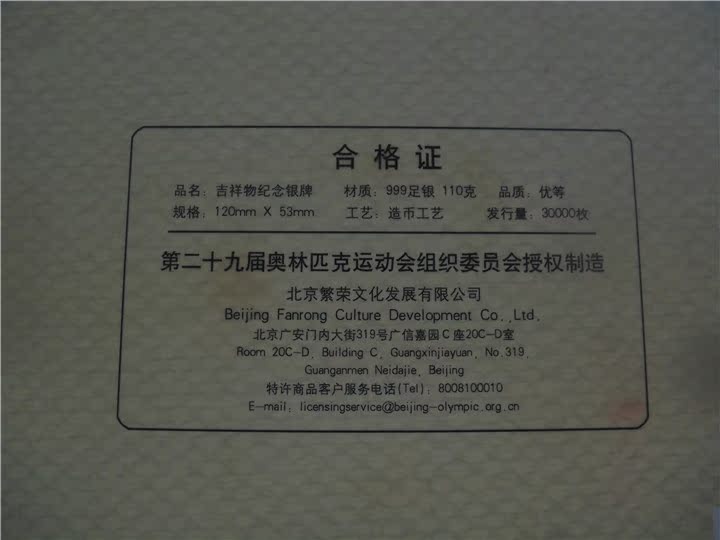 合格证
品名：吉祥物纪念银牌 材质：999足银 110克 品质：优等
规格：120mm X 53mm 工艺：造币工艺 发行量：30000枚
第二十九届奥林匹克运动会组织委员会授权制造
北京繁荣文化发展有限公司
Beijing Fanrong Culture Development Co.,Ltd.
北京广安门内大街319号广信嘉园C座20C-D室
Room 20C-D, Building C, Guangxinjiayuan, No.319,
Guanganmen Neidajie, Beijing
特许商品客户服务电话(Tel)：8008100010
E-mail：licensingservice@beijing-olympic.org.cn